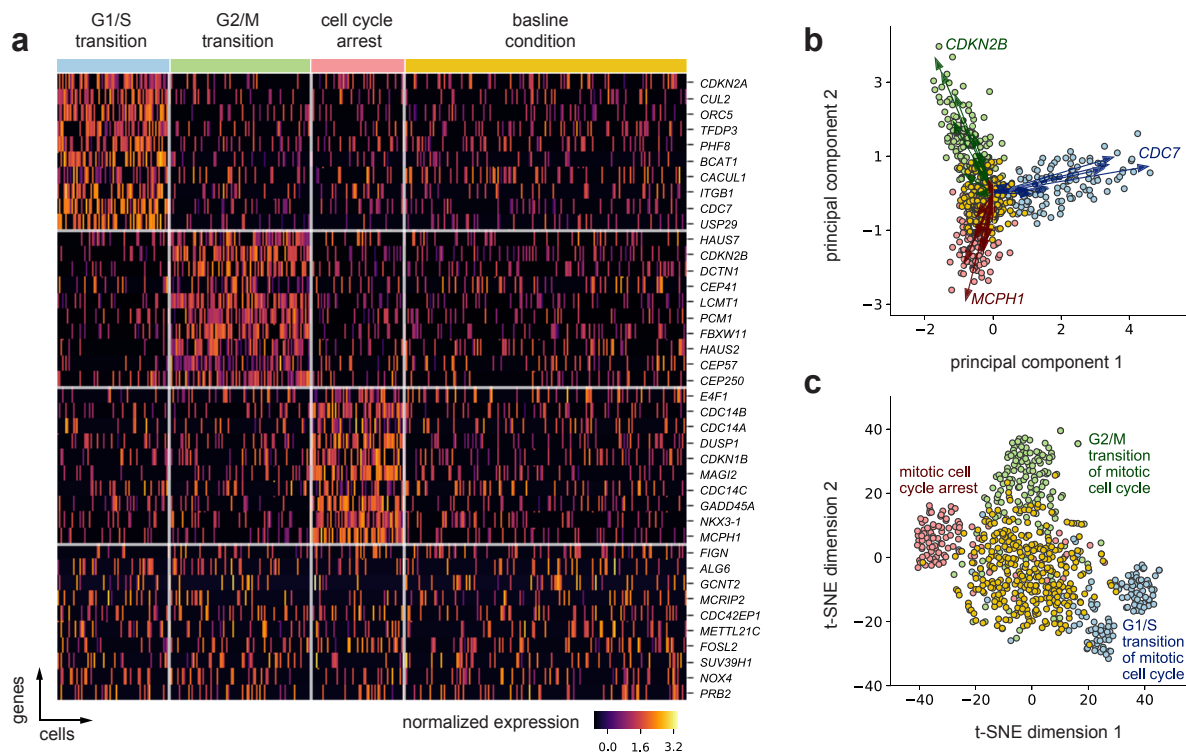 a
G1/S
transition
G2/M
transition
cell cycle
arrest
basline
condition
CDKN2A
CUL2
ORC5
TFDP3
PHF8
BCAT1
CACUL1
ITGB1
CDC7
USP29
HAUS7
CDKN2B
DCTN1
CEP41
LCMT1
PCM1
FBXW11
HAUS2
CEP57
CEP250
E4F1
CDC14B
CDC14A
DUSP1
CDKN1B
MAGI2
CDC14C
GADD45A
NKX3-1
MCPH1
FIGN
ALG6
GCNT2
MCRIP2
CDC42EP1
METTL21C
FOSL2
SUV39H1
NOX4
PRB2
genes
cells
normalized expression
0.0 1.6 3.2
b
CDKN2B
CDC7
MCPH1
principal component 2
3
1
−1
−3
−2 0 2 4
principal component 1
c
G2/M
transition
of mitotic
cell cycle
mitotic cell
cycle arrest
G1/S
transition
of mitotic
cell cycle
t-SNE dimension 2
40
20
0
−20
−40
−40 −20 0 20 40
t-SNE dimension 1